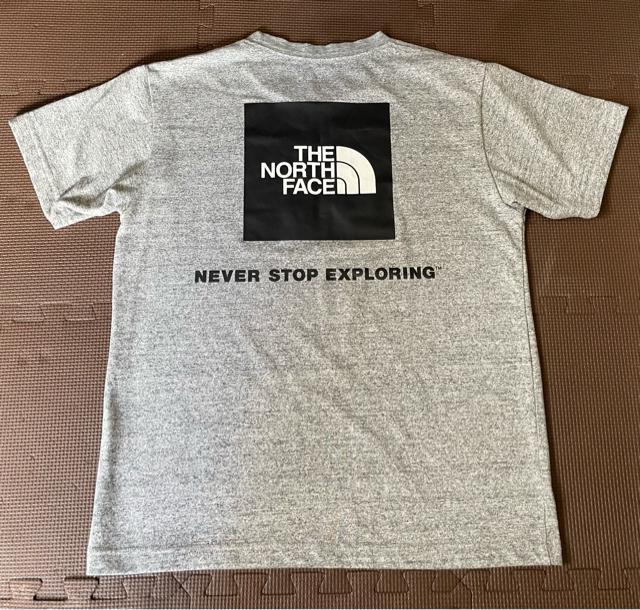 THE
NORTH
FACE
NEVER STOP EXPLORING™